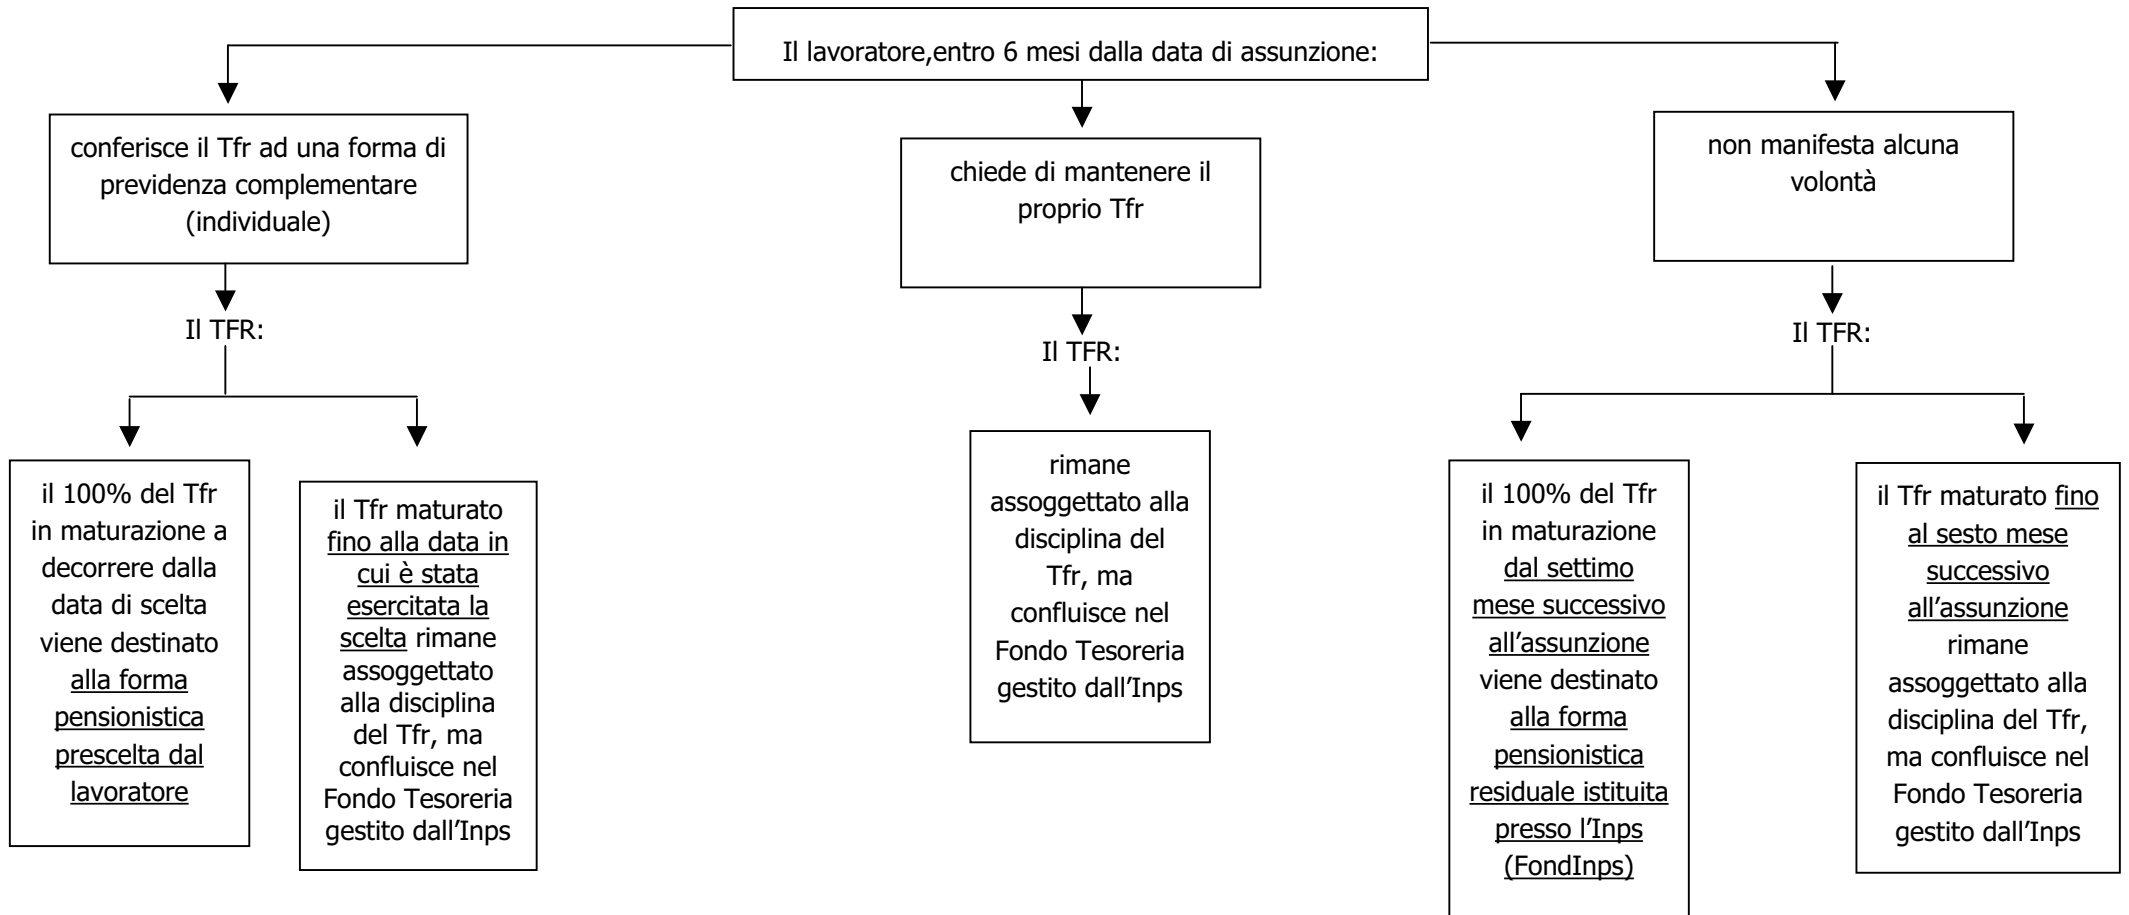 Il lavoratore,entro 6 mesi dalla data di assunzione:
conferisce il Tfr ad una forma di
previdenza complementare
(individuale)
chiede di mantenere il
proprio Tfr
non manifesta alcuna
volontà
Il TFR:
Il TFR:
Il TFR:
il 100% del Tfr
in maturazione a
decorrere dalla
data di scelta
viene destinato
alla forma
pensionistica
prescelta dal
lavoratore
il Tfr maturato
fino alla data in
cui è stata
esercitata la
scelta rimane
assoggettato
alla disciplina
del Tfr, ma
confluisce nel
Fondo Tesoreria
gestito dall’Inps
rimane
assoggettato alla
disciplina del
Tfr, ma
confluisce nel
Fondo Tesoreria
gestito dall’Inps
il 100% del Tfr
in maturazione
dal settimo
mese successivo
all’assunzione
viene destinato
alla forma
pensionistica
residuale istituita
presso l’Inps
(FondInps)
il Tfr maturato fino
al sesto mese
successivo
all’assunzione
rimane
assoggettato alla
disciplina del Tfr,
ma confluisce nel
Fondo Tesoreria
gestito dall’Inps